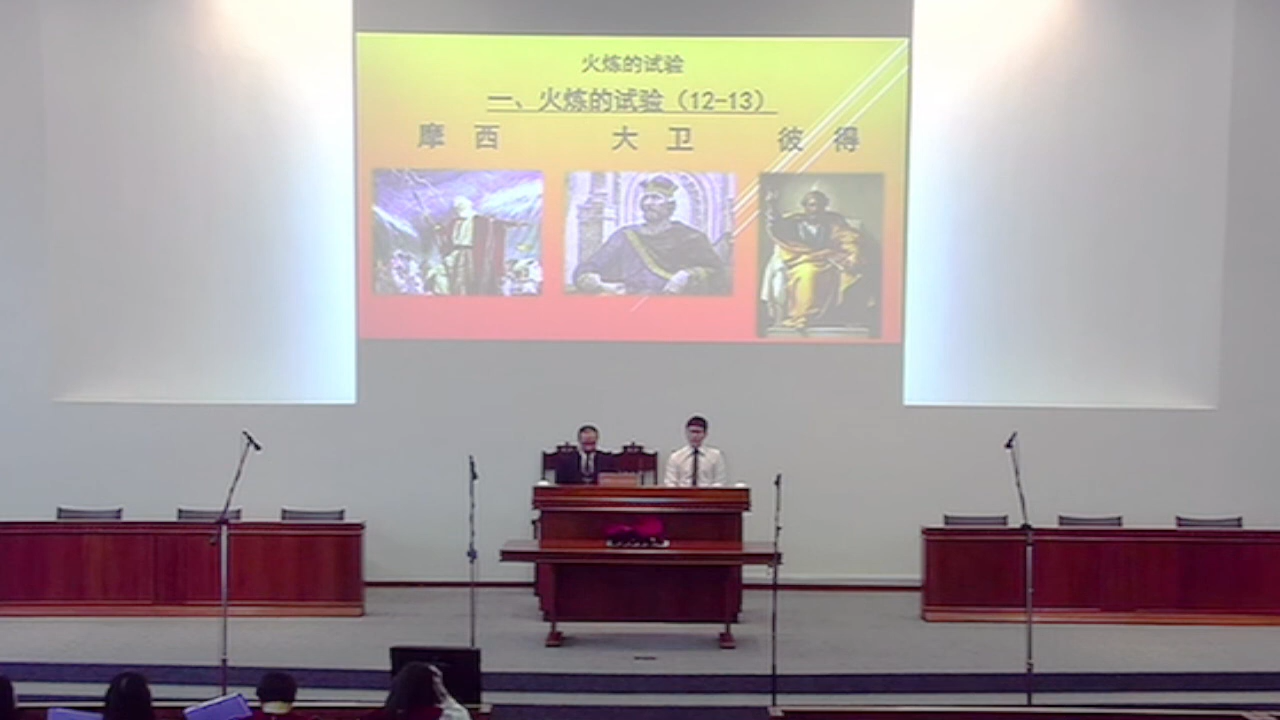 火炼的试验
一、火炼的试验（12-13）
摩 西 大 卫 彼 得